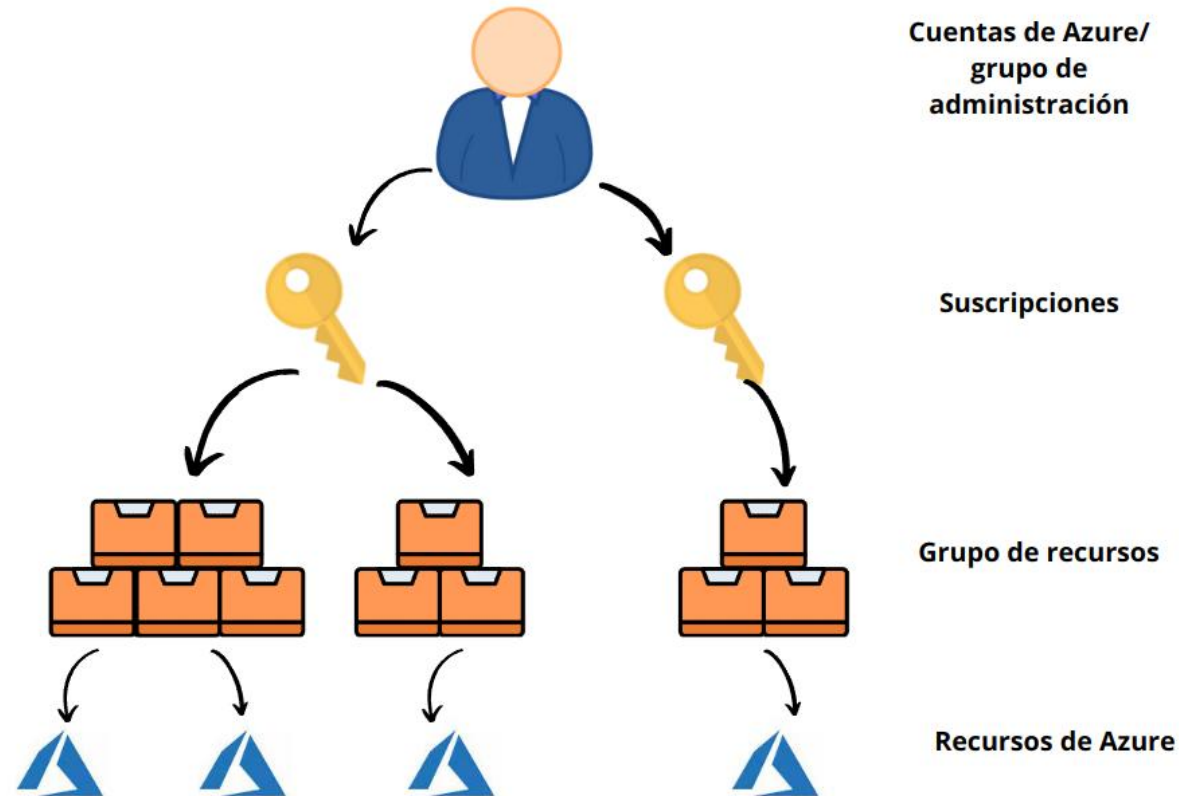 Cuentas de Azure/
grupo de
administración
Suscripciones
Grupo de recursos
Recursos de Azure